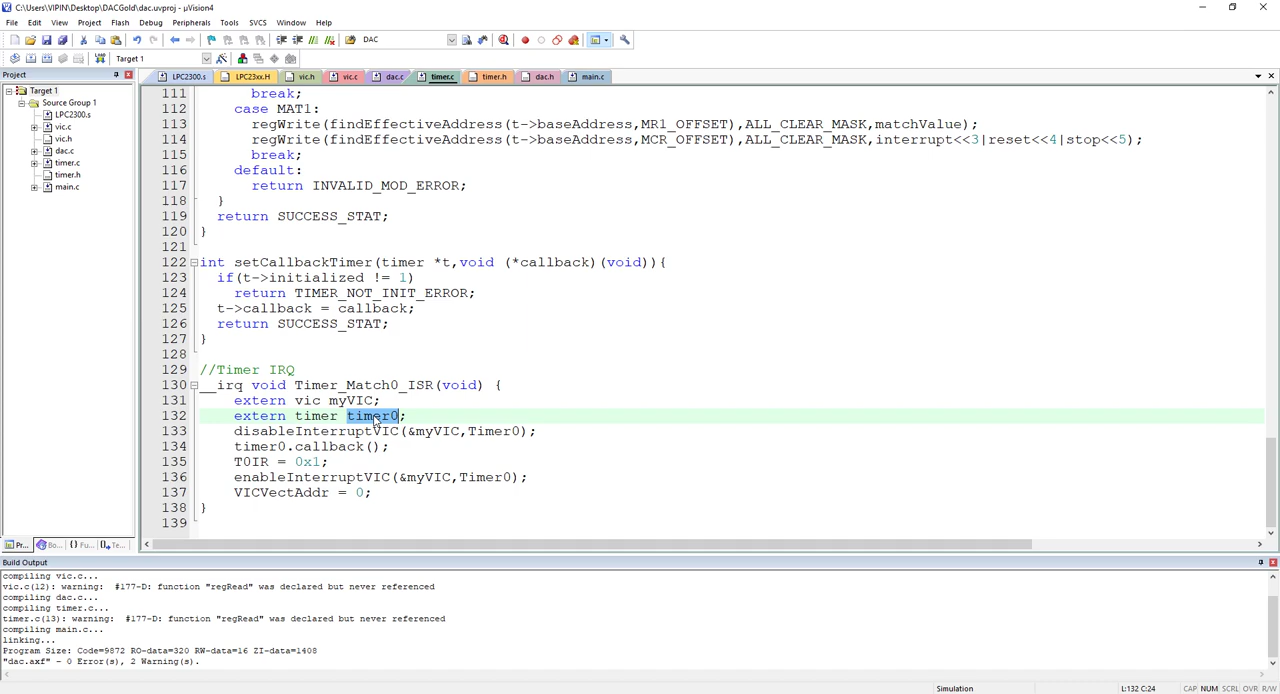 C:\Users\VIPIN\Desktop\DACGold\dac.uvproj - µVision4
File Edit View Project Flash Debug Peripherals Tools SVCS Window Help
DAC
Target 1
Project
LPC2300.s LPC23xx.H vic.h vic.c dac.c timer.c timer.h dac.h main.c
Target 1
Source Group 1
LPC2300.s
vic.c
vic.h
dac.c
timer.c
timer.h
main.c
111 break;
112 case MAT1:
113 regWrite(findEffectiveAddress(t->baseAddress,MR1_OFFSET),ALL_CLEAR_MASK,matchValue);
114 regWrite(findEffectiveAddress(t->baseAddress,MCR_OFFSET),ALL_CLEAR_MASK,interrupt<<3|reset<<4|stop<<5);
115 break;
116 default:
117 return INVALID_MOD_ERROR;
118 }
119 return SUCCESS_STAT;
120 }
121
122 int setCallbackTimer(timer *t,void (*callback)(void)){
123 if(t->initialized != 1)
124 return TIMER_NOT_INIT_ERROR;
125 t->callback = callback;
126 return SUCCESS_STAT;
127 }
128
129 //Timer IRQ
130 __irq void Timer_Match0_ISR(void) {
131 extern vic myVIC;
132 extern timer timer0;
133 disableInterruptVIC(&myVIC,Timer0);
134 timer0.callback();
135 T0IR = 0x1;
136 enableInterruptVIC(&myVIC,Timer0);
137 VICVectAddr = 0;
138 }
139
Pr... Bo... {} Fu... Te...
Build Output
compiling vic.c...
vic.c(12): warning: #177-D: function "regRead" was declared but never referenced
compiling dac.c...
compiling timer.c...
timer.c(13): warning: #177-D: function "regRead" was declared but never referenced
compiling main.c...
linking...
Program Size: Code=9872 RO-data=320 RW-data=16 ZI-data=1408
"dac.axf" - 0 Error(s), 2 Warning(s).
Simulation L:132 C:24 CAP NUM SCRL OVR R/W